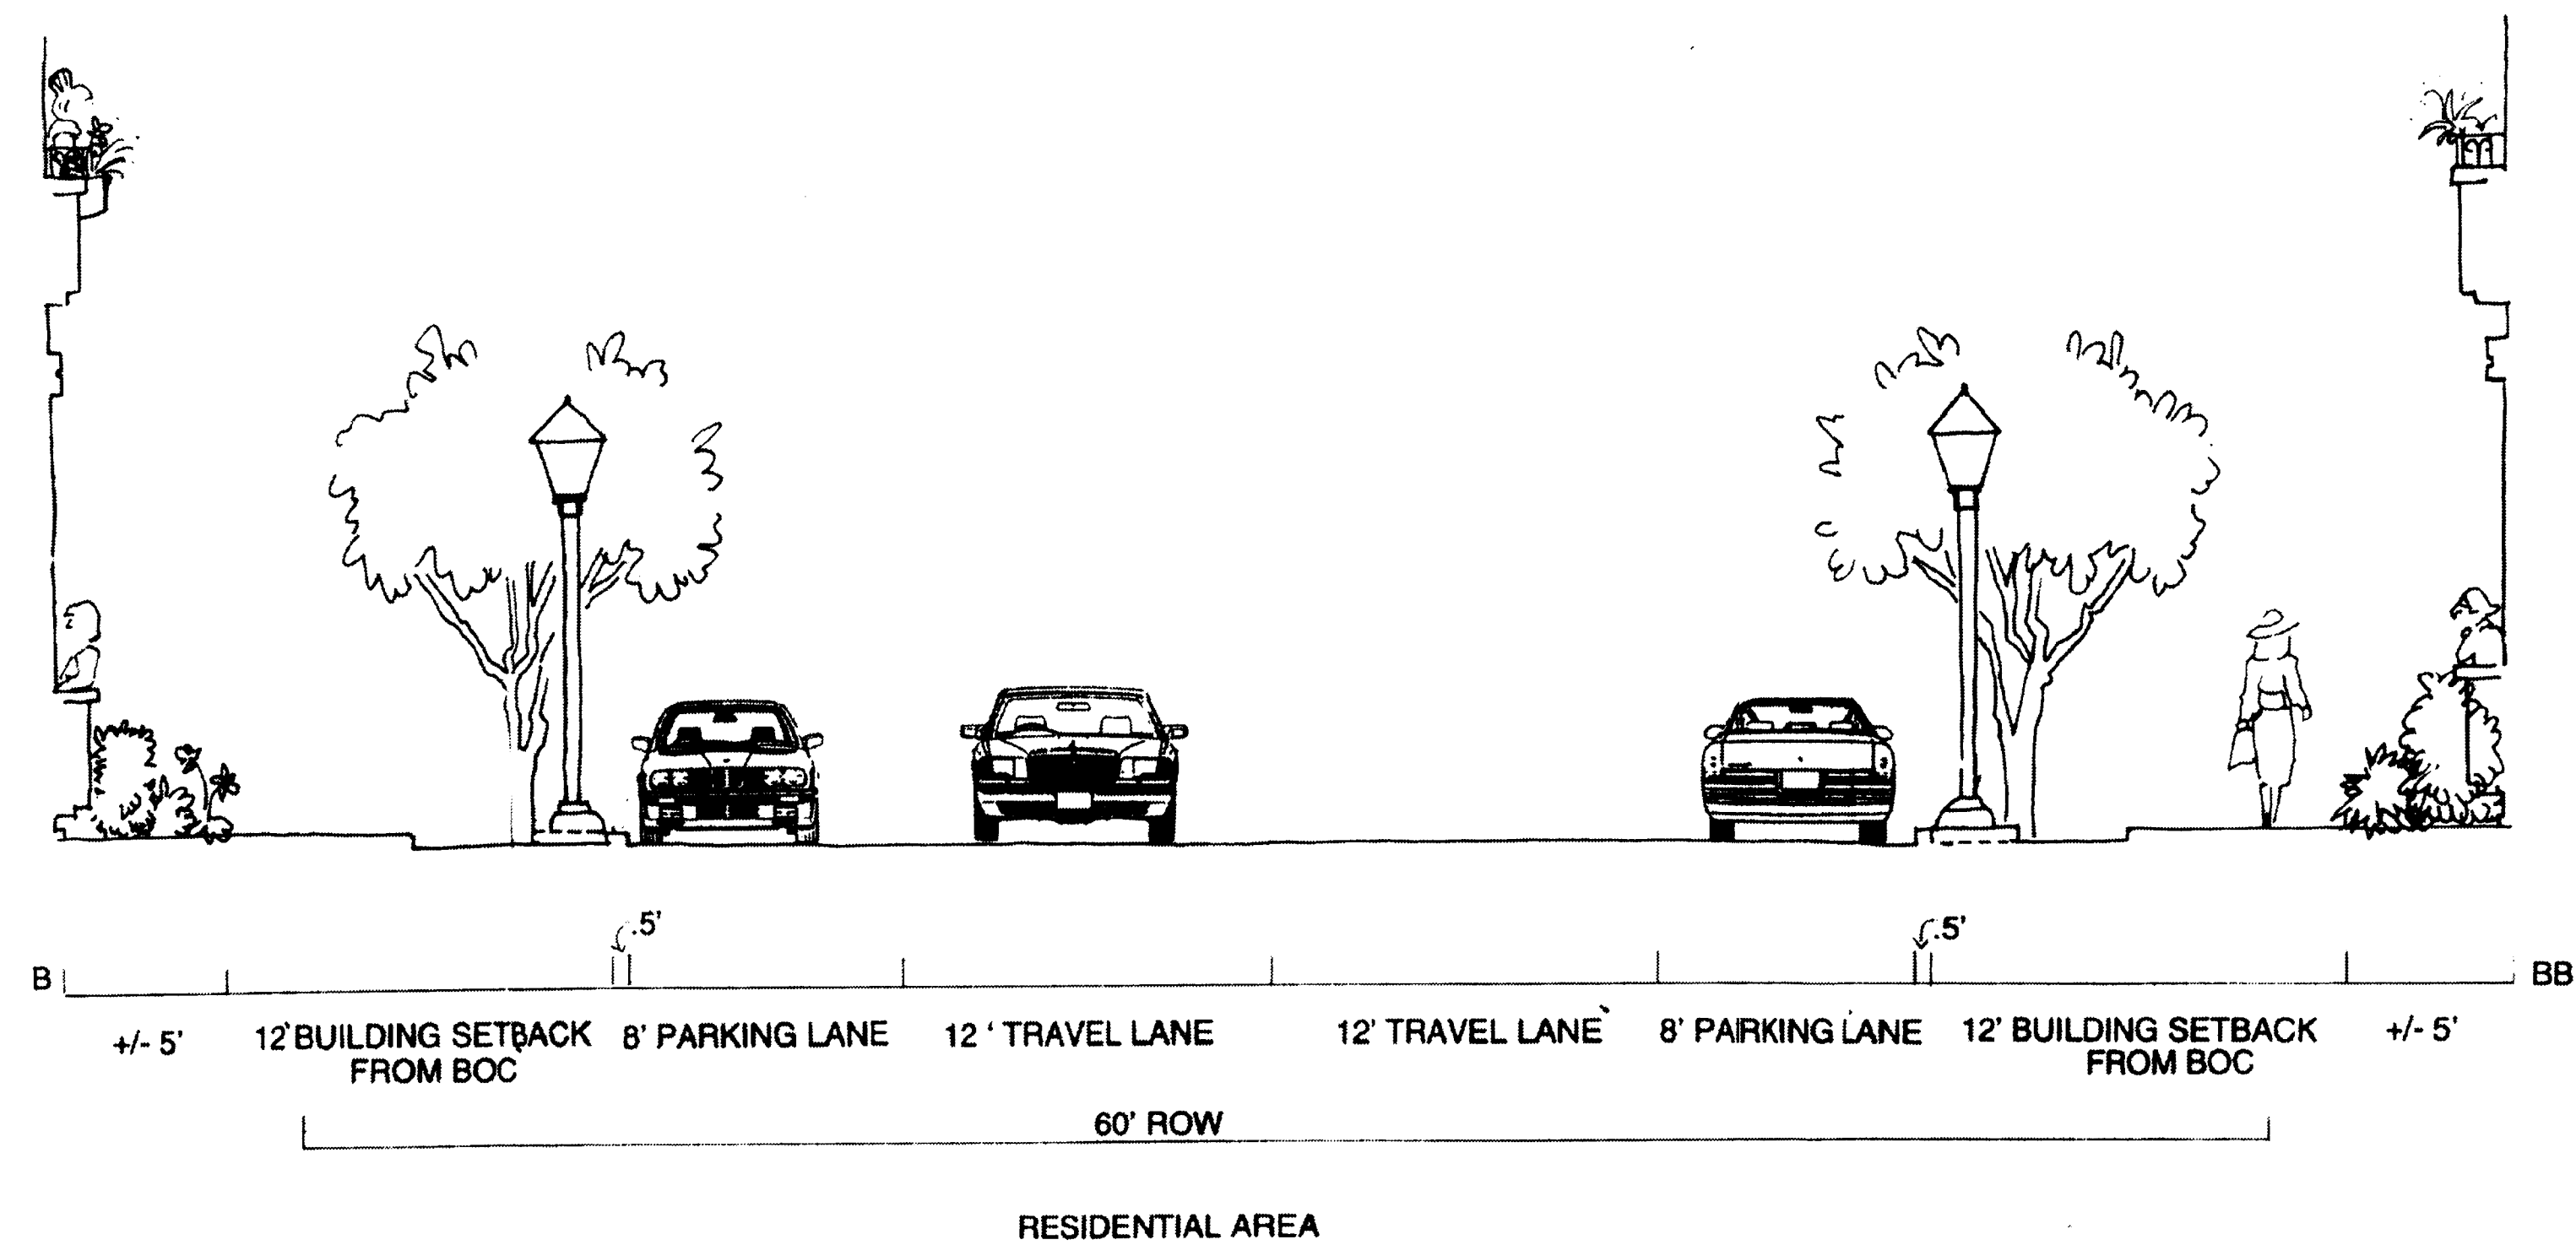 .5' .5'
B BB
+/- 5' 12' BUILDING SETBACK 8' PARKING LANE 12 ' TRAVEL LANE 12' TRAVEL LANE 8' PARKING LANE 12' BUILDING SETBACK +/- 5'
FROM BOC FROM BOC
60' ROW
RESIDENTIAL AREA